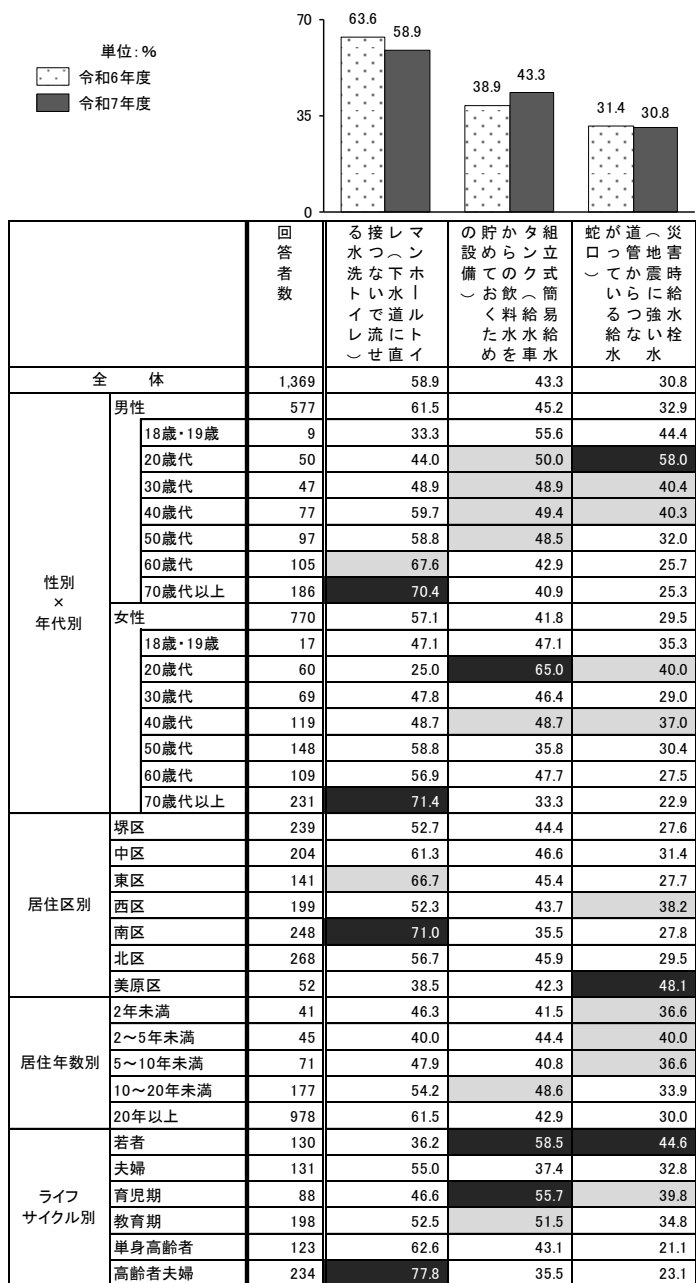 単位:%
令和6年度
令和7年度
70
35
0
63.6
58.9
38.9
43.3
31.4
30.8
回答者数
マンホールトイ
レ（下水道に直
接つないで流せ
る水洗トイレ）
組立式簡易給水
タンク（給水車
からの飲料水を
貯めておくため
の設備）
災害時給水栓
（地震に強い水
道管からつな
がっている給水
蛇口）
全 体 1,369 58.9 43.3 30.8
性別
×
年代別
男性 577 61.5 45.2 32.9
18歳・19歳 9 33.3 55.6 44.4
20歳代 50 44.0 50.0 58.0
30歳代 47 48.9 48.9 40.4
40歳代 77 59.7 49.4 40.3
50歳代 97 58.8 48.5 32.0
60歳代 105 67.6 42.9 25.7
70歳代以上 186 70.4 40.9 25.3
女性 770 57.1 41.8 29.5
18歳・19歳 17 47.1 47.1 35.3
20歳代 60 25.0 65.0 40.0
30歳代 69 47.8 46.4 29.0
40歳代 119 48.7 48.7 37.0
50歳代 148 58.8 35.8 30.4
60歳代 109 56.9 47.7 27.5
70歳代以上 231 71.4 33.3 22.9
居住区別
堺区 239 52.7 44.4 27.6
中区 204 61.3 46.6 31.4
東区 141 66.7 45.4 27.7
西区 199 52.3 43.7 38.2
南区 248 71.0 35.5 27.8
北区 268 56.7 45.9 29.5
美原区 52 38.5 42.3 48.1
居住年数別
2年未満 41 46.3 41.5 36.6
2～5年未満 45 40.0 44.4 40.0
5～10年未満 71 47.9 40.8 36.6
10～20年未満 177 54.2 48.6 33.9
20年以上 978 61.5 42.9 30.0
ライフ
サイクル別
若者 130 36.2 58.5 44.6
夫婦 131 55.0 37.4 32.8
育児期 88 46.6 55.7 39.8
教育期 198 52.5 51.5 34.8
単身高齢者 123 62.6 43.1 21.1
高齢者夫婦 234 77.8 35.5 23.1